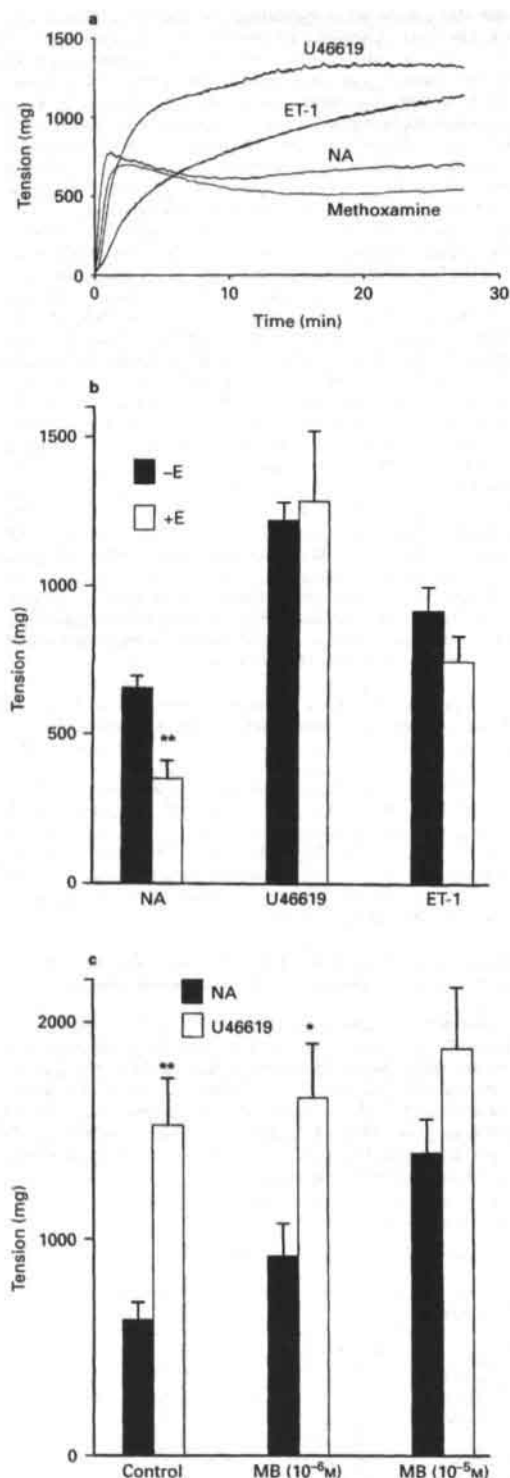 a
1500
U46619
1000
ET-1
NA
500
Methoxamine
0
Tension (mg)
0 10 20 30
Time (min)
b
1500
–E
+E
1000
Tension (mg)
500
**
0
NA U46619 ET-1
c
NA
2000
U46619
*
**
1000
Tension (mg)
0
Control MB (10⁻⁶M) MB (10⁻⁵M)